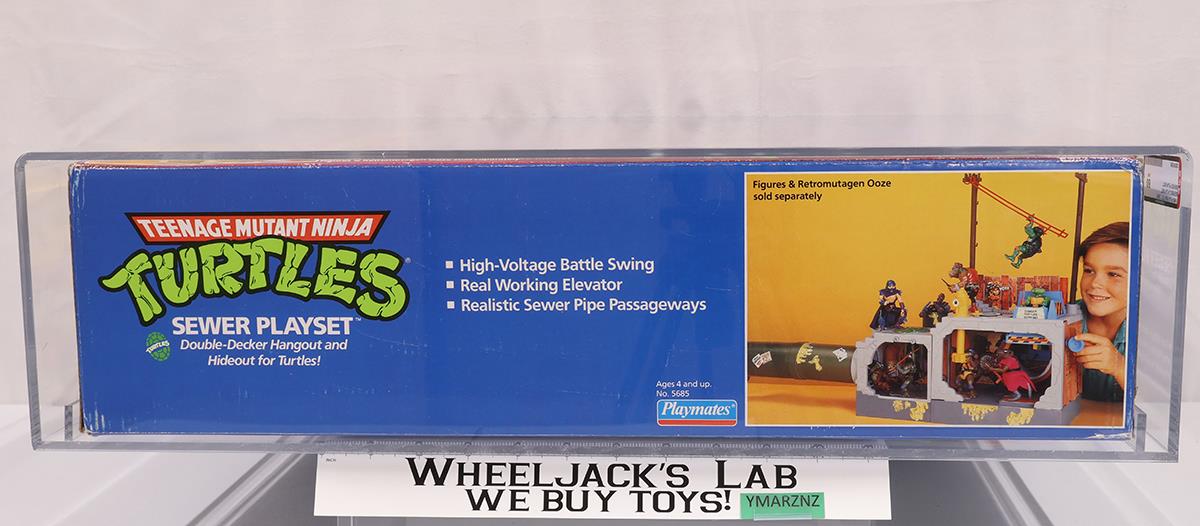 TEENAGE MUTANT NINJA
TURTLES
SEWER PLAYSET™
Double-Decker Hangout and
Hideout for Turtles!
TURTLES
■ High-Voltage Battle Swing
■ Real Working Elevator
■ Realistic Sewer Pipe Passageways
Ages 4 and up.
No. 5685
Playmates®
Figures & Retromutagen Ooze
sold separately
WHEELJACK'S LAB
WE BUY TOYS!
YMARZNZ